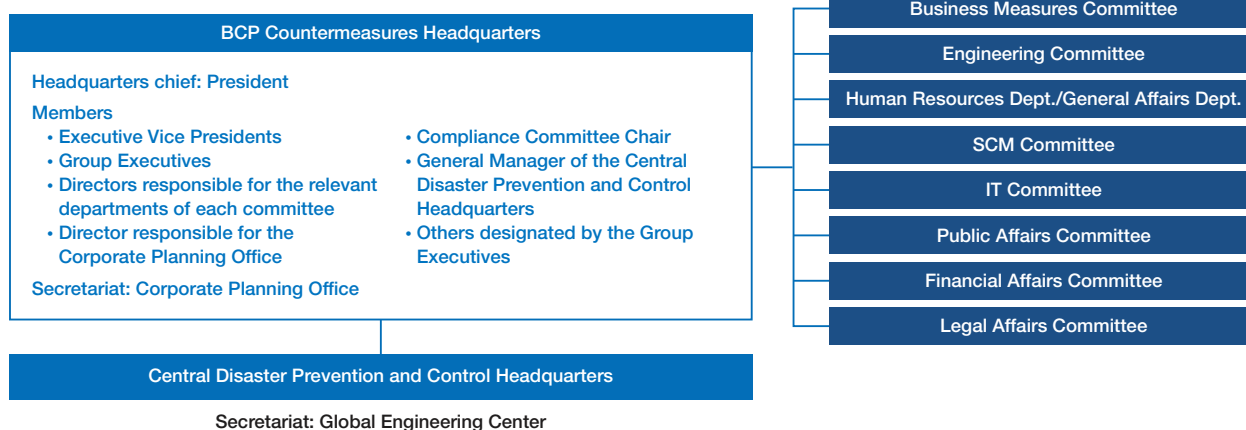 BCP Countermeasures Headquarters
Headquarters chief: President
Members
• Executive Vice Presidents
• Group Executives
• Directors responsible for the relevant
departments of each committee
• Director responsible for the
Corporate Planning Office
• Compliance Committee Chair
• General Manager of the Central
Disaster Prevention and Control
Headquarters
• Others designated by the Group
Executives
Secretariat: Corporate Planning Office
Central Disaster Prevention and Control Headquarters
Secretariat: Global Engineering Center
Business Measures Committee
Engineering Committee
Human Resources Dept./General Affairs Dept.
SCM Committee
IT Committee
Public Affairs Committee
Financial Affairs Committee
Legal Affairs Committee